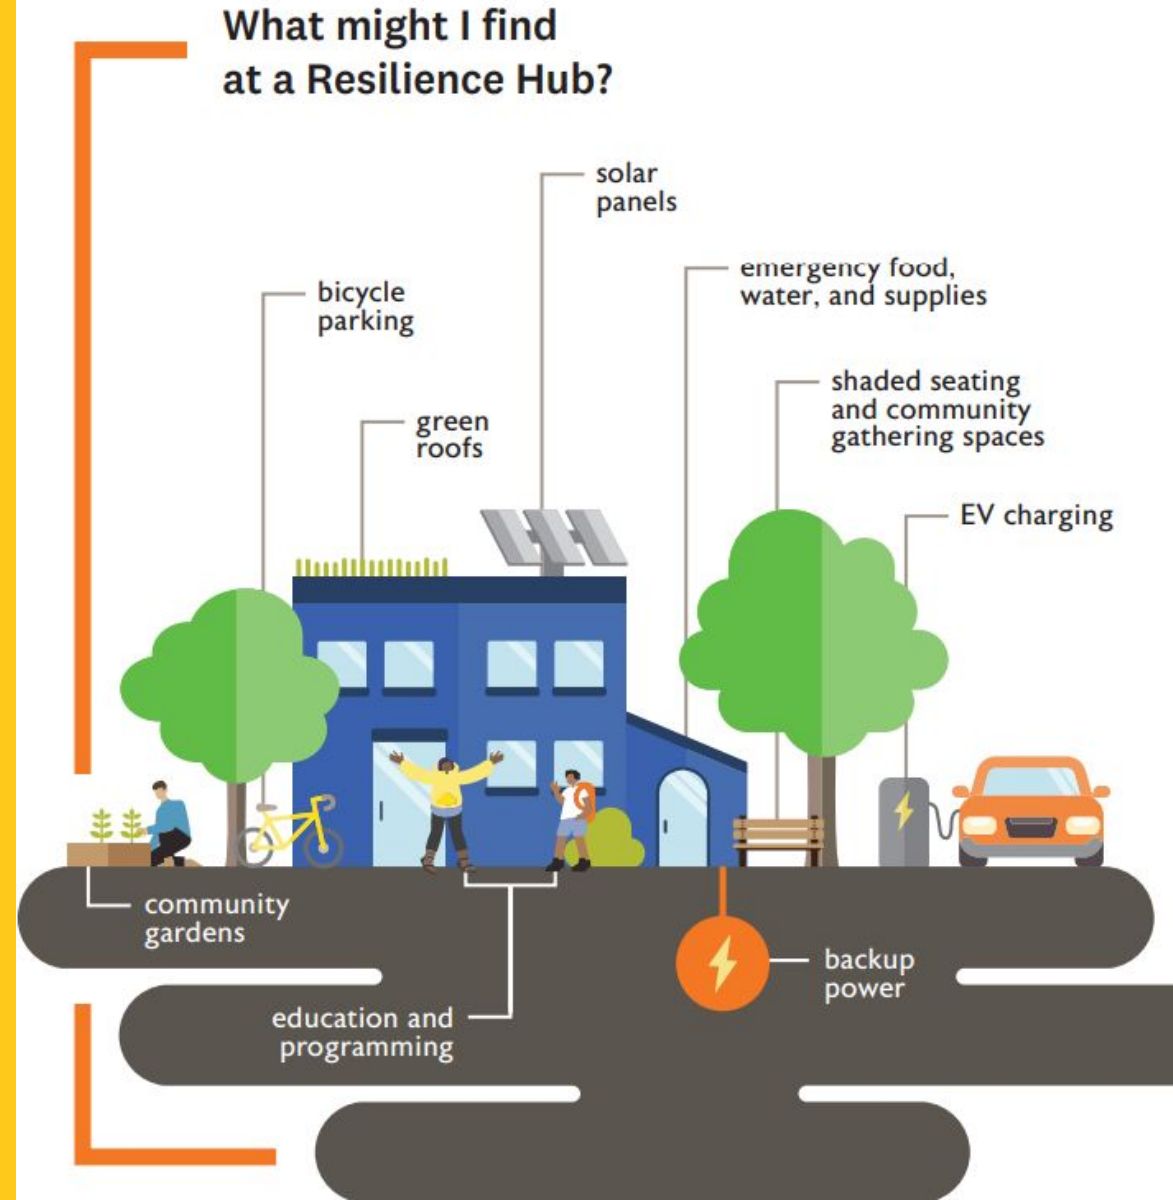 What might I find
at a Resilience Hub?
solar
panels
emergency food,
water, and supplies
bicycle
parking
shaded seating
and community
gathering spaces
green
roofs
EV charging
community
gardens
backup
power
education and
programming